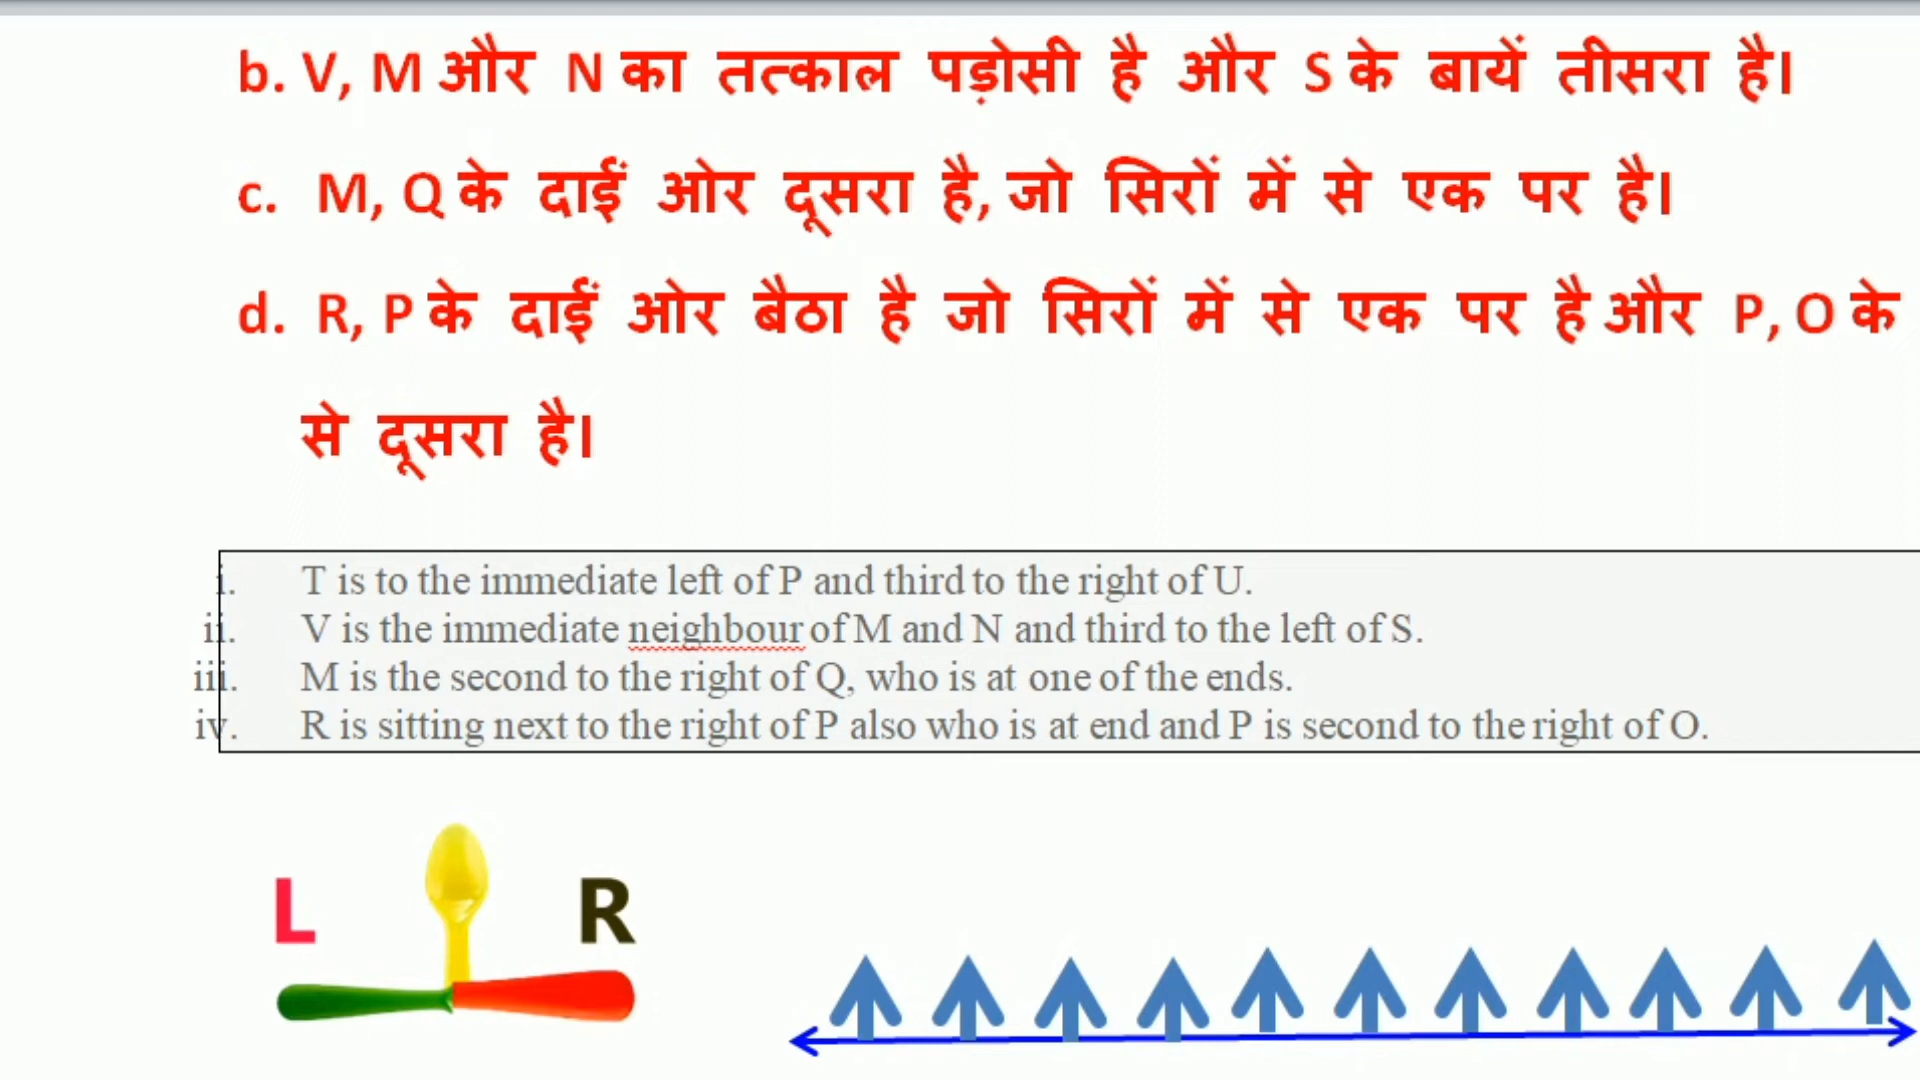 b. V, M और N का तत्काल पड़ोसी है और S के बायें तीसरा है।
c. M, Q के दाईं ओर दूसरा है, जो सिरों में से एक पर है।
d. R, P के दाईं ओर बैठा है जो सिरों में से एक पर है और P, O के
से दूसरा है।
i. T is to the immediate left of P and third to the right of U.
ii. V is the immediate neighbour of M and N and third to the left of S.
iii. M is the second to the right of Q, who is at one of the ends.
iv. R is sitting next to the right of P also who is at end and P is second to the right of O.
L R